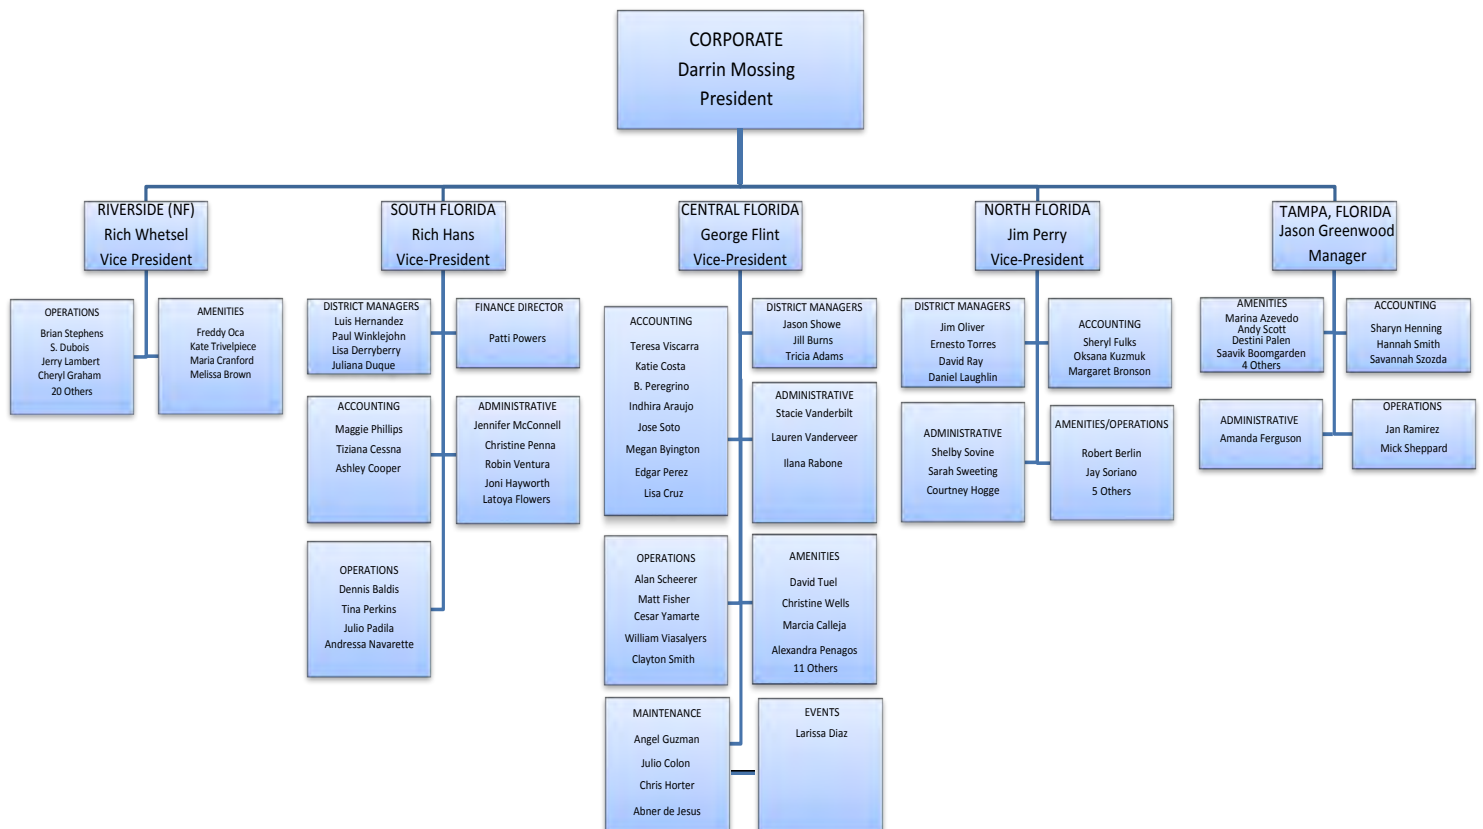 CORPORATE
Darrin Mossing
President
RIVERSIDE (NF)
Rich Whetsel
Vice President
SOUTH FLORIDA
Rich Hans
Vice-President
CENTRAL FLORIDA
George Flint
Vice-President
NORTH FLORIDA
Jim Perry
Vice-President
TAMPA, FLORIDA
Jason Greenwood
Manager
OPERATIONS
Brian Stephens
S. Dubois
Jerry Lambert
Cheryl Graham
20 Others
AMENITIES
Freddy Oca
Kate Trivelpiece
Maria Cranford
Melissa Brown
DISTRICT MANAGERS
Luis Hernandez
Paul Winklejohn
Lisa Derryberry
Juliana Duque
FINANCE DIRECTOR
Patti Powers
ACCOUNTING
Maggie Phillips
Tiziana Cessna
Ashley Cooper
ADMINISTRATIVE
Jennifer McConnell
Christine Penna
Robin Ventura
Joni Hayworth
Latoya Flowers
OPERATIONS
Dennis Baldis
Tina Perkins
Julio Padila
Andressa Navarette
ACCOUNTING
Teresa Viscarra
Katie Costa
B. Peregrino
Indhira Araujo
Jose Soto
Megan Byington
Edgar Perez
Lisa Cruz
DISTRICT MANAGERS
Jason Showe
Jill Burns
Tricia Adams
ADMINISTRATIVE
Stacie Vanderbilt
Lauren Vanderveer
Ilana Rabone
OPERATIONS
Alan Scheerer
Matt Fisher
Cesar Yamarte
William Viasalyers
Clayton Smith
AMENITIES
David Tuel
Christine Wells
Marcia Calleja
Alexandra Penagos
11 Others
MAINTENANCE
Angel Guzman
Julio Colon
Chris Horter
Abner de Jesus
EVENTS
Larissa Diaz
DISTRICT MANAGERS
Jim Oliver
Ernesto Torres
David Ray
Daniel Laughlin
ACCOUNTING
Sheryl Fulks
Oksana Kuzmuk
Margaret Bronson
ADMINISTRATIVE
Shelby Sovine
Sarah Sweeting
Courtney Hogge
AMENITIES/OPERATIONS
Robert Berlin
Jay Soriano
5 Others
AMENITIES
Marina Azevedo
Andy Scott
Destini Palen
Saavik Boomgarden
4 Others
ACCOUNTING
Sharyn Henning
Hannah Smith
Savannah Szozda
ADMINISTRATIVE
Amanda Ferguson
OPERATIONS
Jan Ramirez
Mick Sheppard